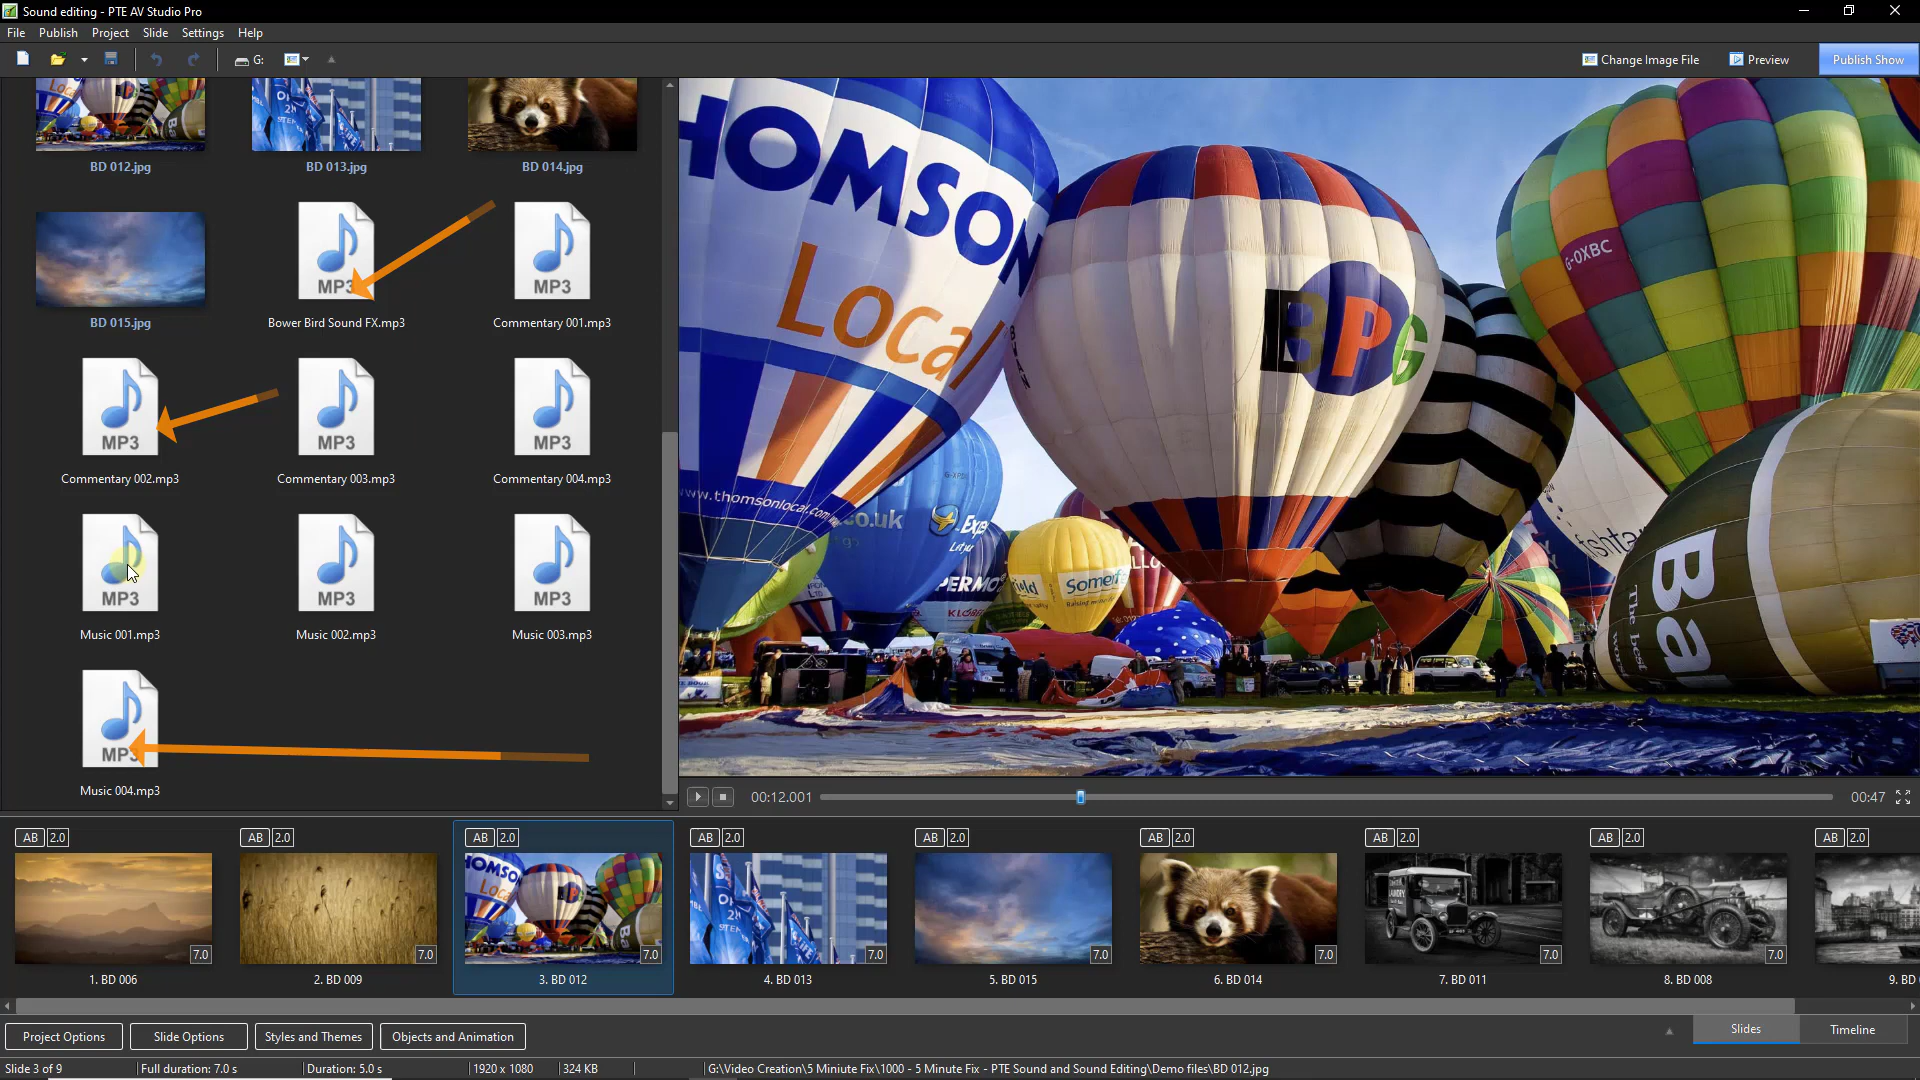 Sound editing - PTE AV Studio Pro
File Publish Project Slide Settings Help
G:
Change Image File Preview Publish Show
BD 012.jpg BD 013.jpg BD 014.jpg
MP3 MP3
BD 015.jpg Bower Bird Sound FX.mp3 Commentary 001.mp3
MP3 MP3 MP3
Commentary 002.mp3 Commentary 003.mp3 Commentary 004.mp3
MP3 MP3 MP3
Music 001.mp3 Music 002.mp3 Music 003.mp3
MP3
Music 004.mp3
HOMSON
Local
www.thomsonlocal.com
BPG
G-OXBC
co.uk
Somerfi
Ba
The best
00:12.001 00:47
AB 2.0 AB 2.0 AB 2.0 AB 2.0 AB 2.0 AB 2.0 AB 2.0 AB 2.0 AB 2.0
7.0 7.0 7.0 7.0 7.0 7.0 7.0 7.0
1. BD 006 2. BD 009 3. BD 012 4. BD 013 5. BD 015 6. BD 014 7. BD 011 8. BD 008 9. BD 0
Project Options Slide Options Styles and Themes Objects and Animation Slides Timeline
Slide 3 of 9 Full duration: 7.0 s Duration: 5.0 s 1920 x 1080 324 KB G:\Video Creation\5 Miniute Fix\1000 - 5 Minute Fix - PTE Sound and Sound Editing\Demo files\BD 012.jpg